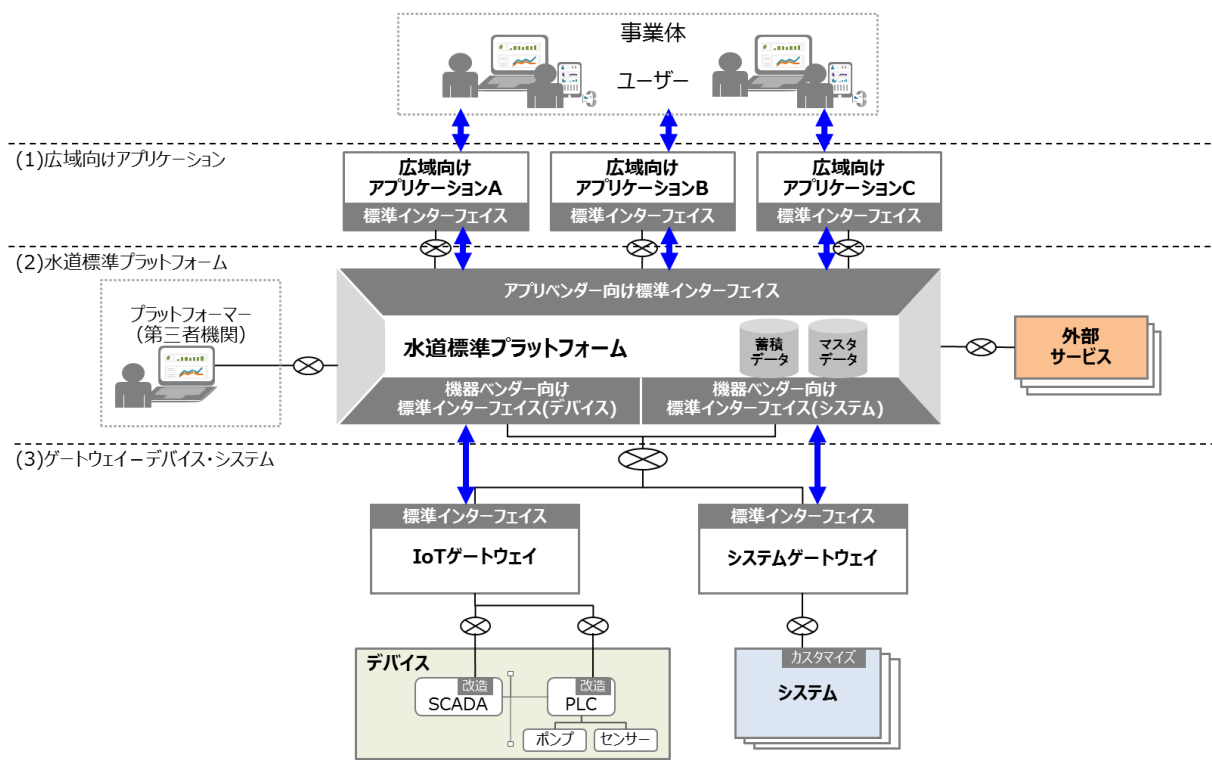 事業体
ユーザー
(1)広域向けアプリケーション
広域向け
アプリケーションA
標準インターフェイス
広域向け
アプリケーションB
標準インターフェイス
広域向け
アプリケーションC
標準インターフェイス
(2)水道標準プラットフォーム
プラットフォーマー
(第三者機関)
アプリベンダー向け標準インターフェイス
水道標準プラットフォーム
蓄積
データ
マスタ
データ
機器ベンダー向け
標準インターフェイス(デバイス)
機器ベンダー向け
標準インターフェイス(システム)
外部
サービス
(3)ゲートウェイ－デバイス・システム
標準インターフェイス
IoTゲートウェイ
標準インターフェイス
システムゲートウェイ
デバイス
改造
SCADA
改造
PLC
ポンプ
センサー
カスタマイズ
システム